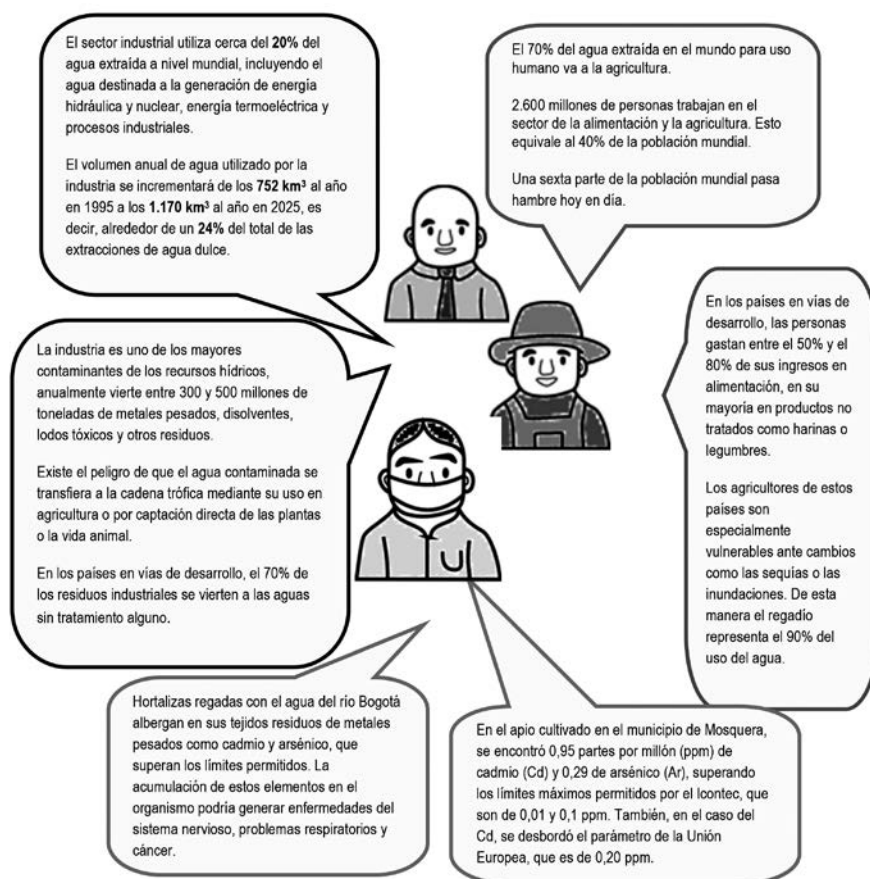 El sector industrial utiliza cerca del 20% del
agua extraída a nivel mundial, incluyendo el
agua destinada a la generación de energía
hidráulica y nuclear, energía termoeléctrica y
procesos industriales.
El volumen anual de agua utilizado por la
industria se incrementará de los 752 km³ al año
en 1995 a los 1.170 km³ al año en 2025, es
decir, alrededor de un 24% del total de las
extracciones de agua dulce.
El 70% del agua extraída en el mundo para uso
humano va a la agricultura.
2.600 millones de personas trabajan en el
sector de la alimentación y la agricultura. Esto
equivale al 40% de la población mundial.
Una sexta parte de la población mundial pasa
hambre hoy en día.
La industria es uno de los mayores
contaminantes de los recursos hídricos,
anualmente vierte entre 300 y 500 millones de
toneladas de metales pesados, disolventes,
lodos tóxicos y otros residuos.
Existe el peligro de que el agua contaminada se
transfiera a la cadena trófica mediante su uso en
agricultura o por captación directa de las plantas
o la vida animal.
En los países en vías de desarrollo, el 70% de
los residuos industriales se vierten a las aguas
sin tratamiento alguno.
En los países en vías de
desarrollo, las personas
gastan entre el 50% y el
80% de sus ingresos en
alimentación, en su
mayoría en productos no
tratados como harinas o
legumbres.
Los agricultores de estos
países son
especialmente
vulnerables ante cambios
como las sequías o las
inundaciones. De esta
manera el regadío
representa el 90% del
uso del agua.
Hortalizas regadas con el agua del río Bogotá
albergan en sus tejidos residuos de metales
pesados como cadmio y arsénico, que
superan los límites permitidos. La
acumulación de estos elementos en el
organismo podría generar enfermedades del
sistema nervioso, problemas respiratorios y
cáncer.
En el apio cultivado en el municipio de Mosquera,
se encontró 0,95 partes por millón (ppm) de
cadmio (Cd) y 0,29 de arsénico (Ar), superando
los límites máximos permitidos por el Icontec, que
son de 0,01 y 0,1 ppm. También, en el caso del
Cd, se desbordó el parámetro de la Unión
Europea, que es de 0,20 ppm.